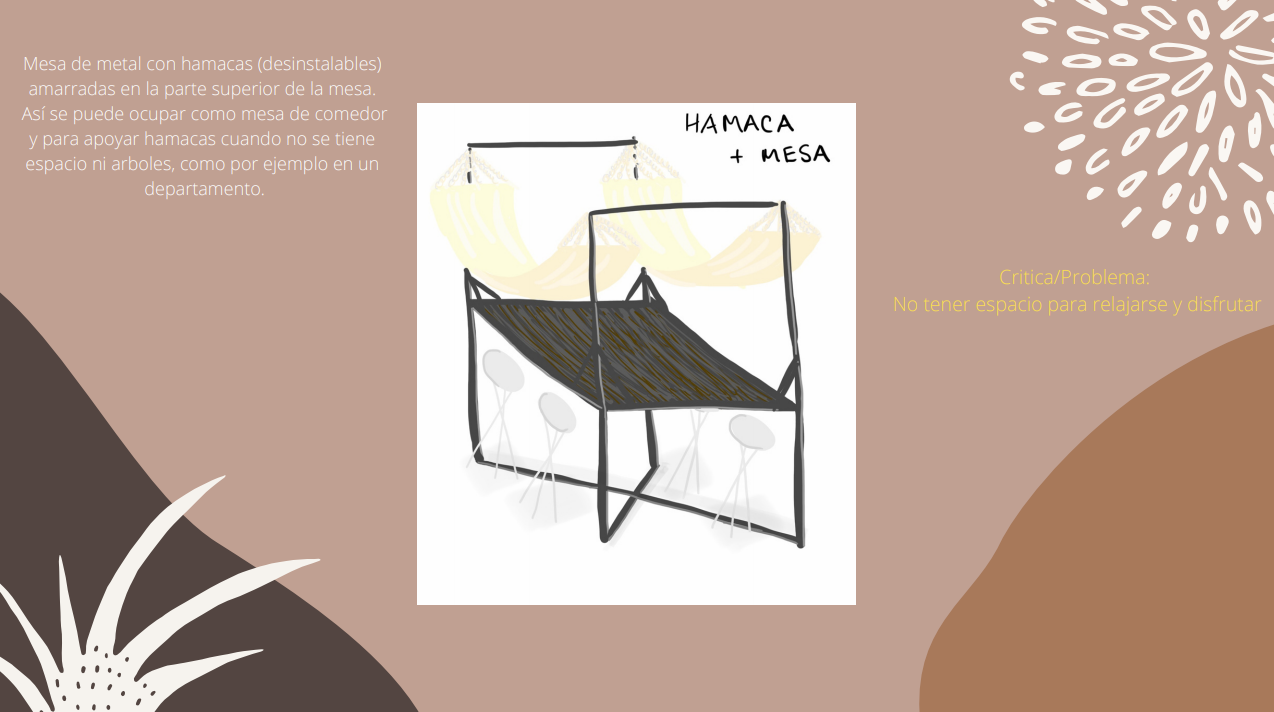 Mesa de metal con hamacas (desinstalables)
amarradas en la parte superior de la mesa.
Así se puede ocupar como mesa de comedor
y para apoyar hamacas cuando no se tiene
espacio ni arboles, como por ejemplo en un
departamento.
HAMACA
+ MESA
Critica/Problema:
No tener espacio para relajarse y disfrutar